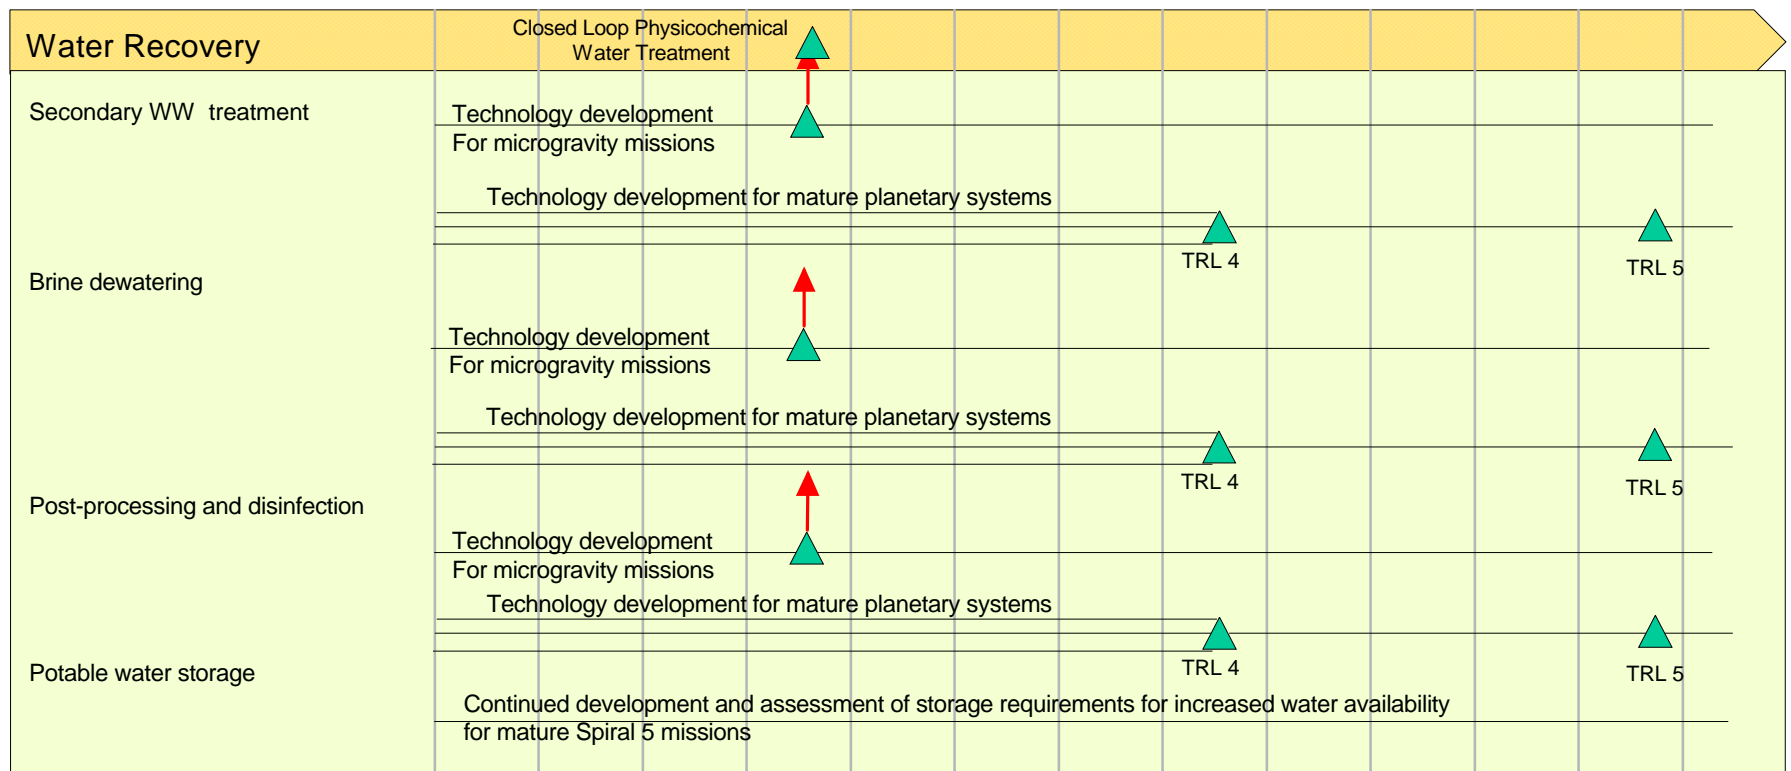 Closed Loop Physicochemical
Water Treatment
Water Recovery
Secondary WW treatment
Technology development
For microgravity missions
Technology development for mature planetary systems
TRL 4
TRL 5
Brine dewatering
Technology development
For microgravity missions
Technology development for mature planetary systems
TRL 4
TRL 5
Post-processing and disinfection
Technology development
For microgravity missions
Technology development for mature planetary systems
TRL 4
TRL 5
Potable water storage
Continued development and assessment of storage requirements for increased water availability
for mature Spiral 5 missions